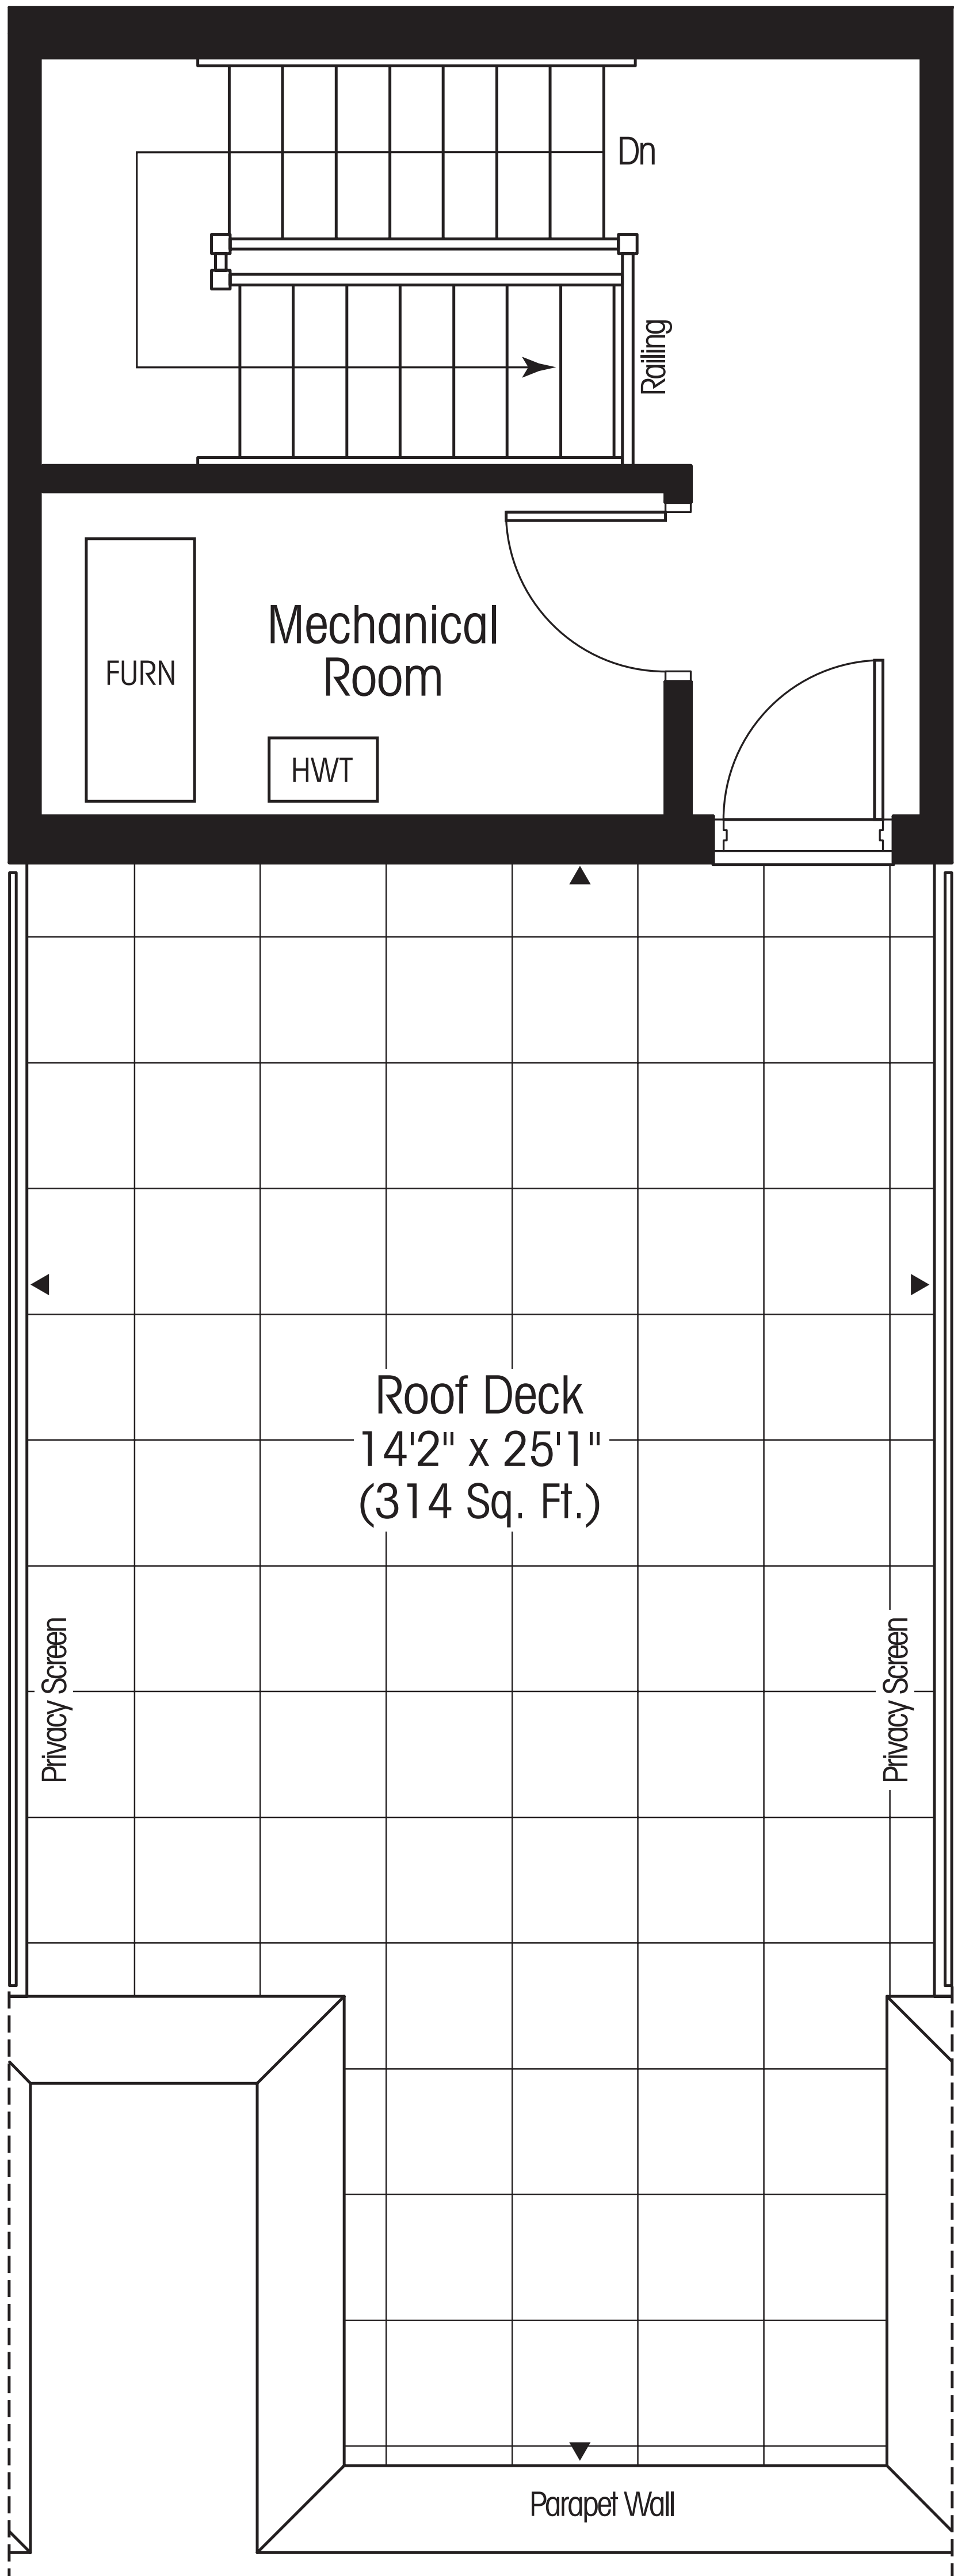 Dn
Railing
Mechanical
Room
FURN
HWT
Roof Deck
14'2" x 25'1"
(314 Sq. Ft.)
Privacy Screen
Privacy Screen
Parapet Wall